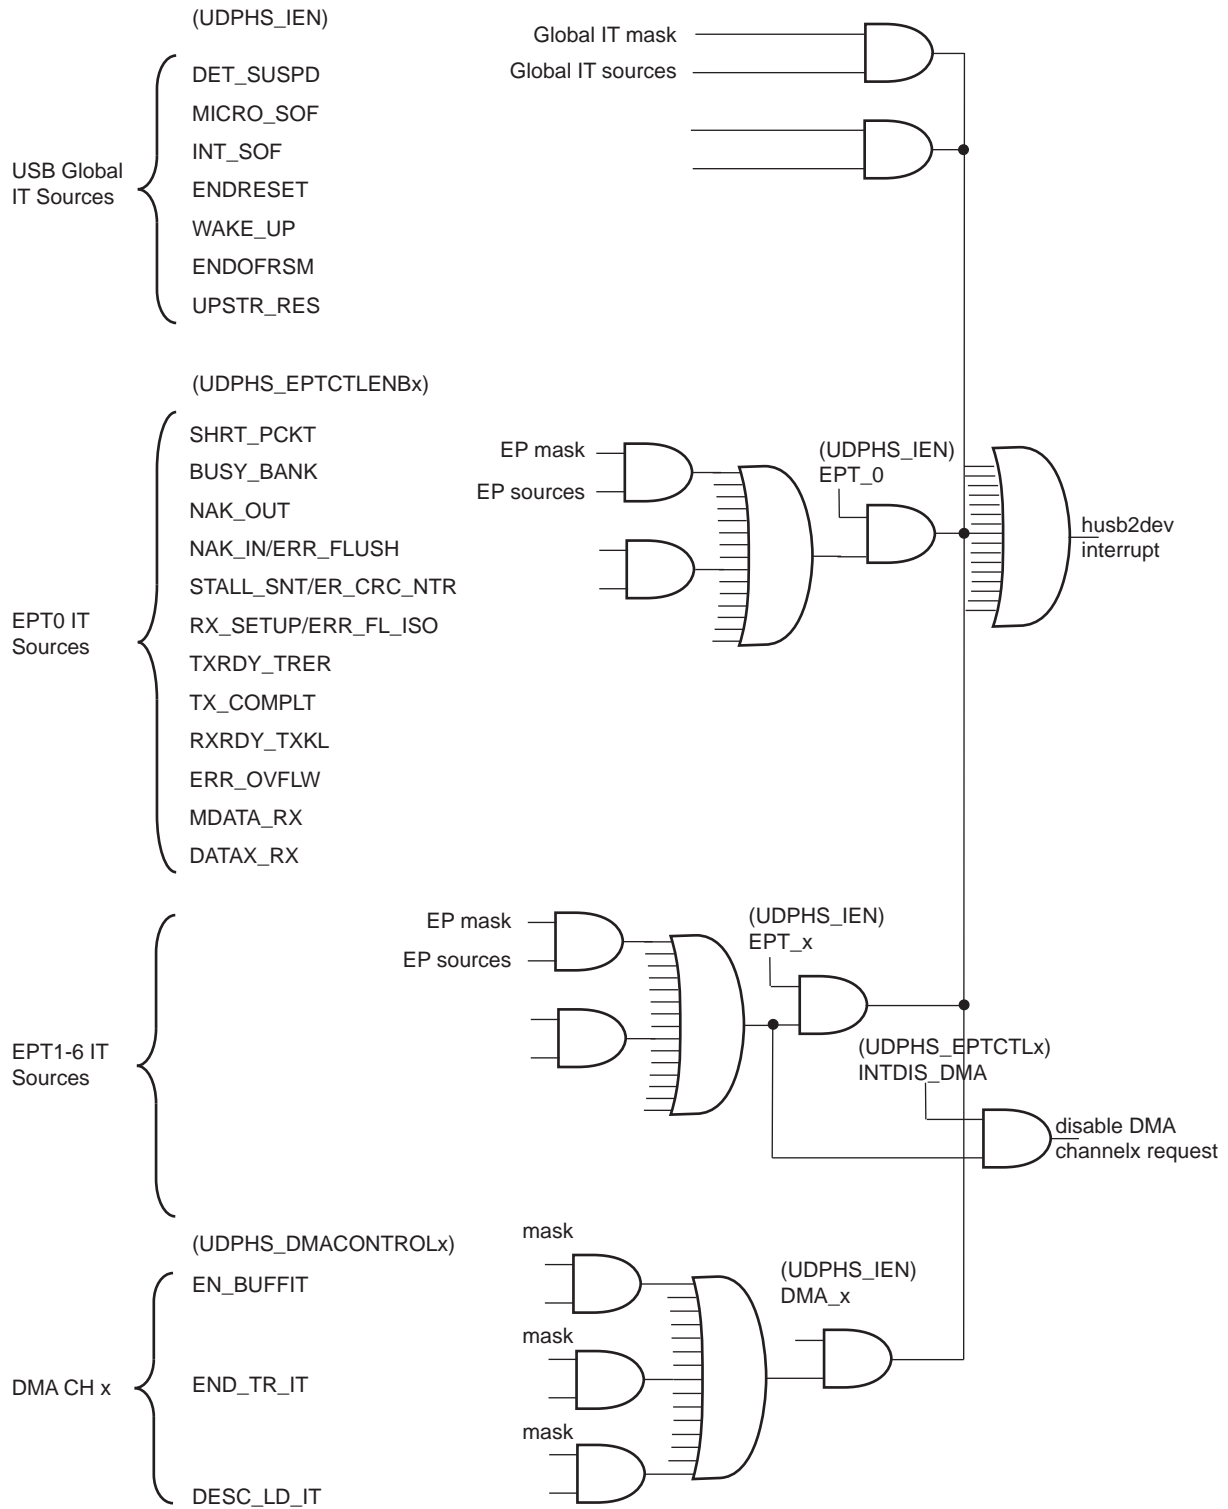 (UDPHS_IEN)
Global IT mask
Global IT sources
DET_SUSPD
MICRO_SOF
INT_SOF
ENDRESET
WAKE_UP
ENDOFRSM
UPSTR_RES
USB Global
IT Sources
(UDPHS_EPTCTLENBx)
SHRT_PCKT
BUSY_BANK
NAK_OUT
NAK_IN/ERR_FLUSH
STALL_SNT/ER_CRC_NTR
RX_SETUP/ERR_FL_ISO
TXRDY_TRER
TX_COMPLT
RXRDY_TXKL
ERR_OVFLW
MDATA_RX
DATAX_RX
EPT0 IT
Sources
EP mask
EP sources
(UDPHS_IEN)
EPT_0
husb2dev
interrupt
EP mask
EP sources
(UDPHS_IEN)
EPT_x
EPT1-6 IT
Sources
(UDPHS_EPTCTLx)
INTDIS_DMA
disable DMA
channelx request
(UDPHS_DMACONTROLx)
mask
EN_BUFFIT
(UDPHS_IEN)
DMA_x
mask
DMA CH x
END_TR_IT
mask
DESC_LD_IT